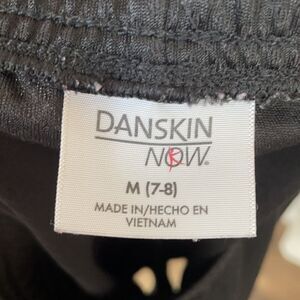 DANSKIN
NOW.
M (7-8)
MADE IN/HECHO EN
VIETNAM